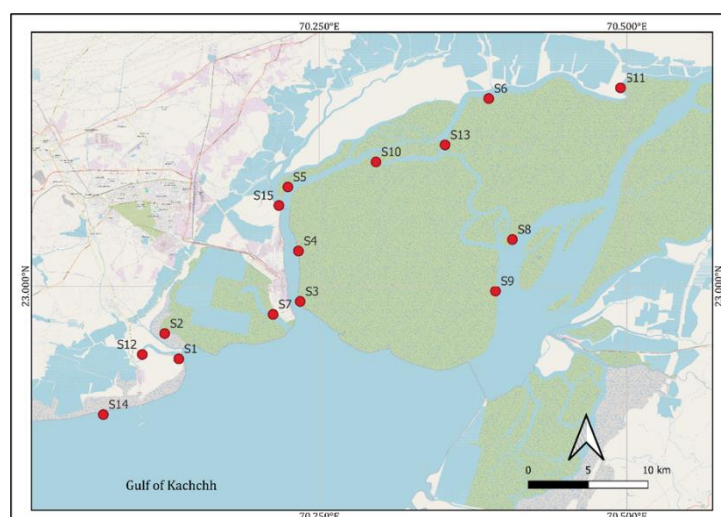 70.250°E
70.500°E
S11
S6
S13
S10
S5
S15
S8
S4
23.000°N
23.000°N
S9
S3
S7
S2
S12
S1
S14
0
5
10 km
Gulf of Kachchh
70.250°E
70.500°E